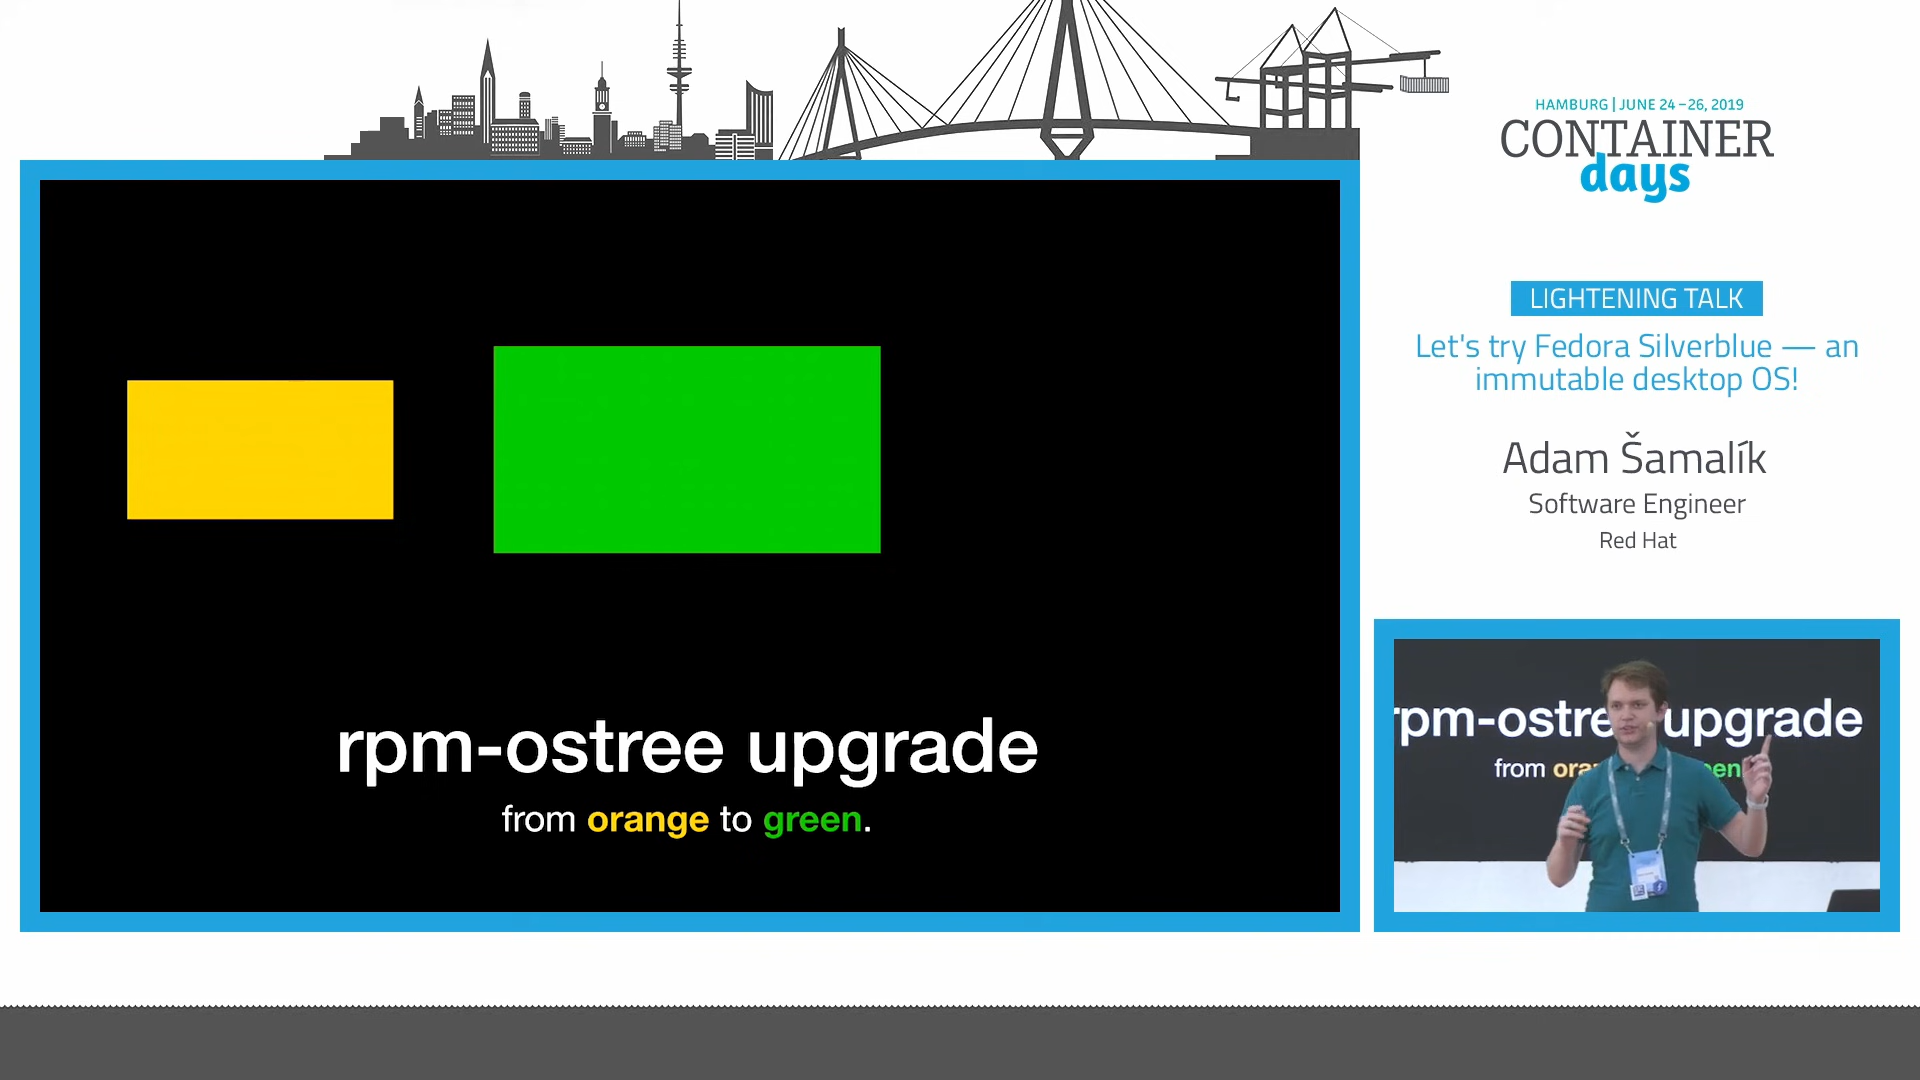 HAMBURG | JUNE 24 – 26, 2019
CONTAINER
days
LIGHTENING TALK
Let's try Fedora Silverblue — an
immutable desktop OS!
Adam Šamalík
Software Engineer
Red Hat
rpm-ostree upgrade
from orange to green.
rpm-ostre upgrade
from ora en